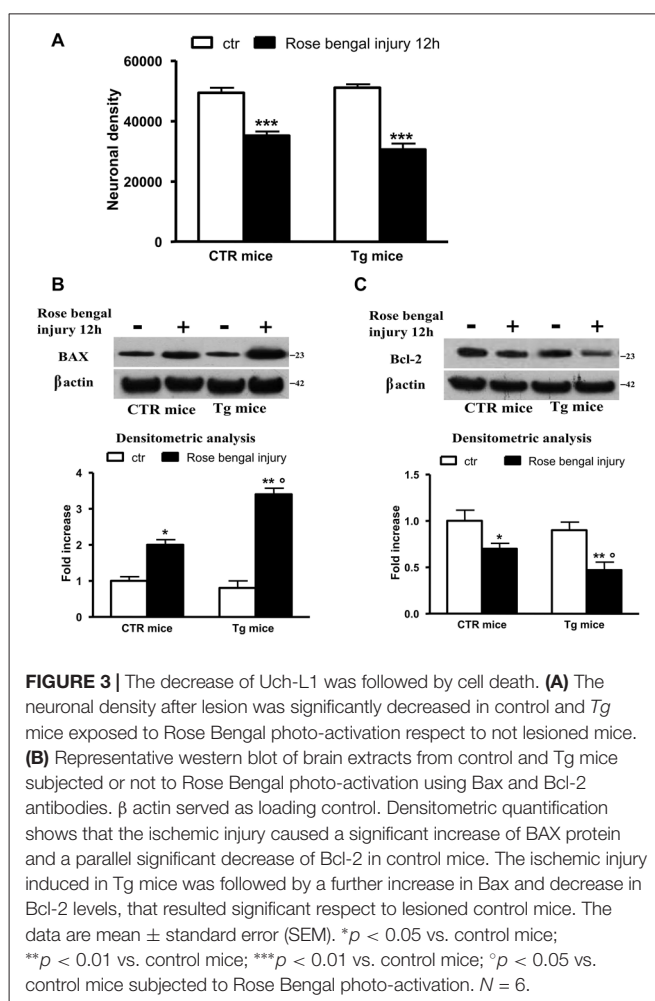 A
ctr Rose bengal injury 12h
60000
40000
20000
0
Neuronal density
***
***
CTR mice Tg mice
B
Rose bengal
injury 12h
- + - +
BAX
-23
β actin
-42
CTR mice Tg mice
Densitometric analysis
ctr Rose bengal injury
4
3
2
1
0
Fold increase
*
** °
CTR mice Tg mice
C
Rose bengal
injury 12h
- + - +
Bcl-2
-23
β actin
-42
CTR mice Tg mice
Densitometric analysis
ctr Rose bengal injury
1.5
1.0
0.5
0.0
Fold increase
*
** °
CTR mice Tg mice
FIGURE 3 | The decrease of Uch-L1 was followed by cell death. (A) The
neuronal density after lesion was significantly decreased in control and Tg
mice exposed to Rose Bengal photo-activation respect to not lesioned mice.
(B) Representative western blot of brain extracts from control and Tg mice
subjected or not to Rose Bengal photo-activation using Bax and Bcl-2
antibodies. β actin served as loading control. Densitometric quantification
shows that the ischemic injury caused a significant increase of BAX protein
and a parallel significant decrease of Bcl-2 in control mice. The ischemic injury
induced in Tg mice was followed by a further increase in Bax and decrease in
Bcl-2 levels, that resulted significant respect to lesioned control mice. The
data are mean ± standard error (SEM). *p < 0.05 vs. control mice;
**p < 0.01 vs. control mice; ***p < 0.01 vs. control mice; °p < 0.05 vs.
control mice subjected to Rose Bengal photo-activation. N = 6.